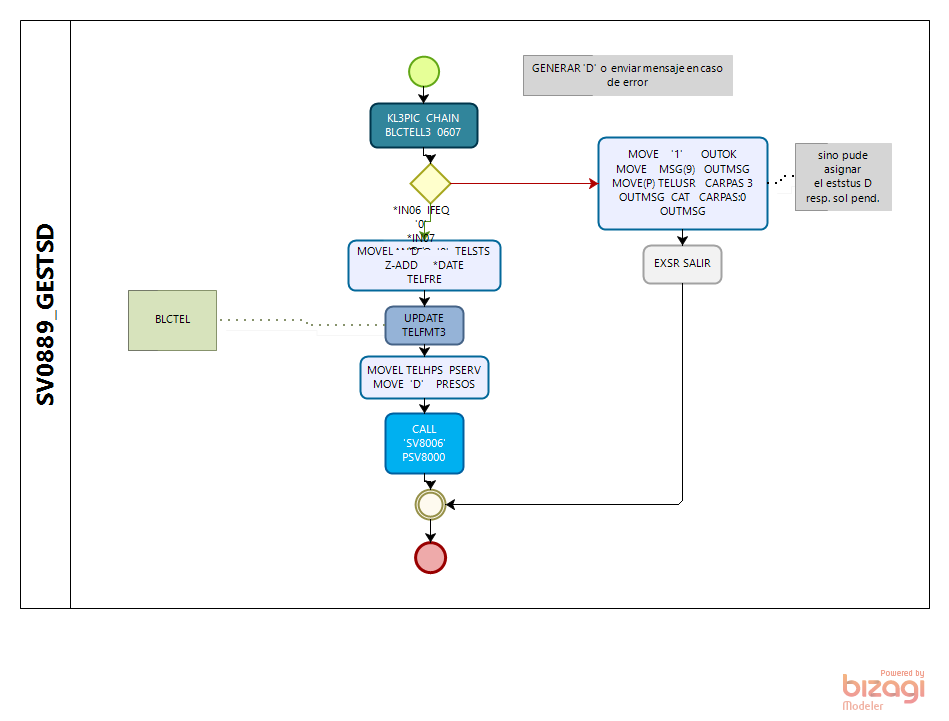 SV0889_GESTSD
GENERAR 'D' o enviar mensaje en caso
de error
KL3PIC CHAIN
BLCTELL3 0607
*IN06 IFEQ
'0'
*IN07
MOVE '1' OUTOK
MOVE MSG(9) OUTMSG
MOVE(P) TELUSR CARPAS 3
OUTMSG CAT CARPAS:0
OUTMSG
sino pude
asignar
el eststus D
resp. sol pend.
EXSR SALIR
MOVEL 'D' TELSTS
Z-ADD *DATE
TELFRE
BLCTEL
UPDATE
TELFMT3
MOVEL TELHPS PSERV
MOVE 'D' PRESOS
CALL
'SV8006'
PSV8000
Powered by
bizagi
Modeler